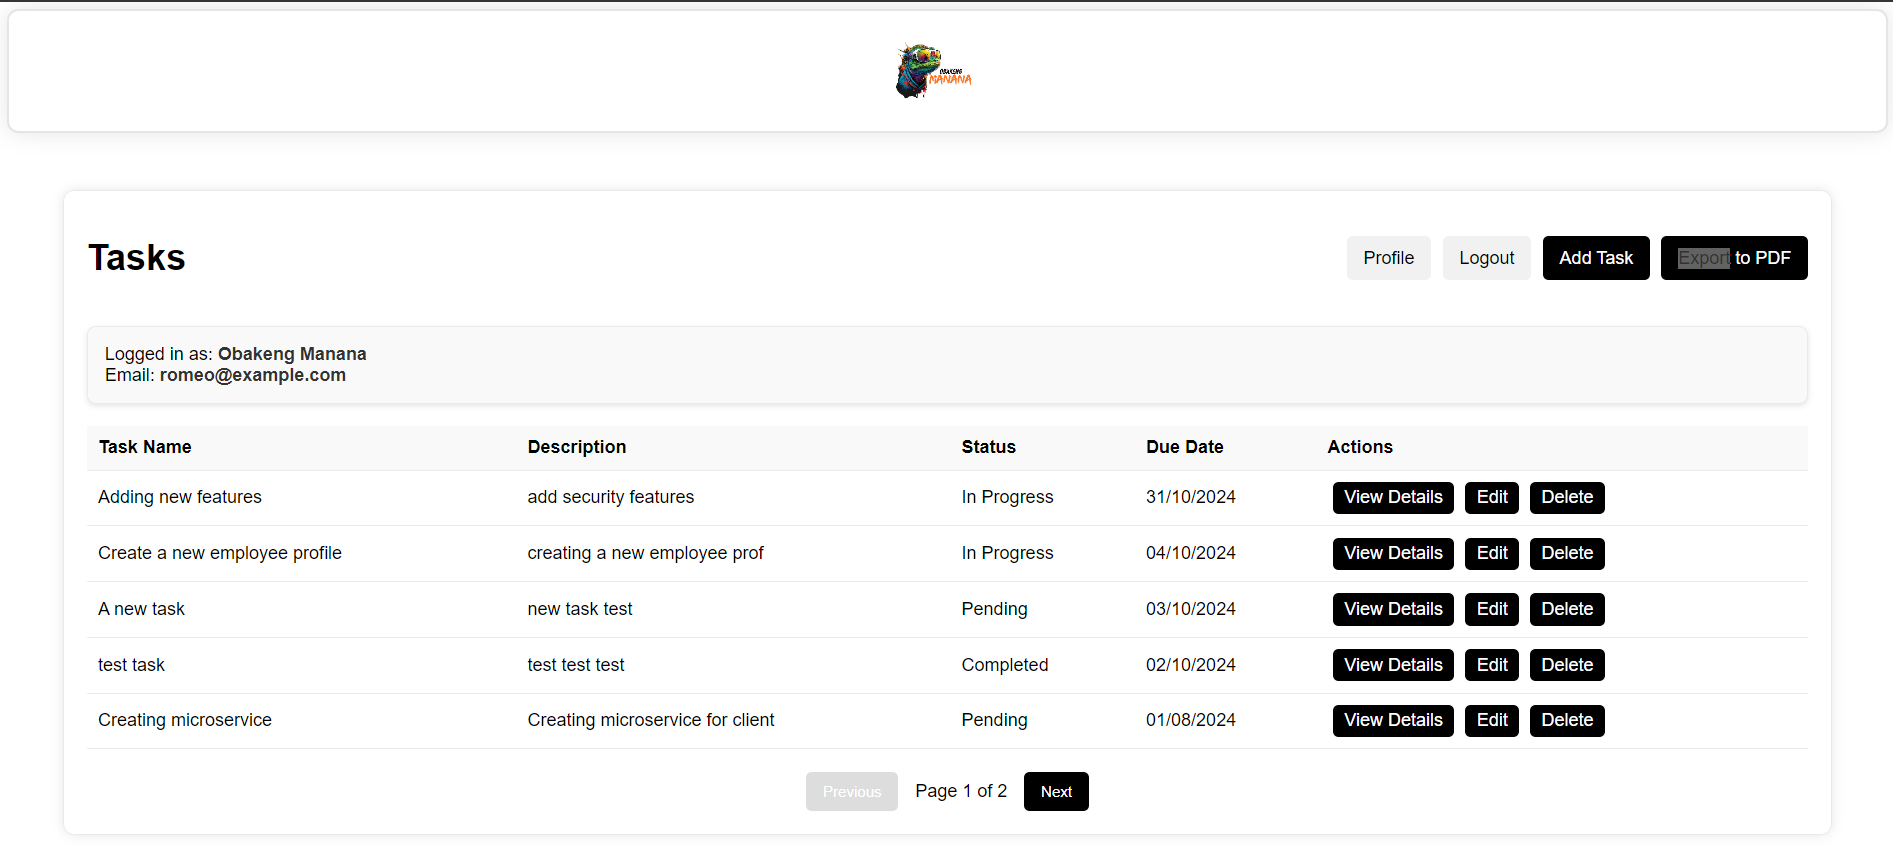 OBAKENG
MANANA
Tasks
Profile Logout Add Task Export to PDF
Logged in as: Obakeng Manana
Email: romeo@example.com
Task Name Description Status Due Date Actions
Adding new features add security features In Progress 31/10/2024 View Details Edit Delete
Create a new employee profile creating a new employee prof In Progress 04/10/2024 View Details Edit Delete
A new task new task test Pending 03/10/2024 View Details Edit Delete
test task test test test Completed 02/10/2024 View Details Edit Delete
Creating microservice Creating microservice for client Pending 01/08/2024 View Details Edit Delete
Previous Page 1 of 2 Next